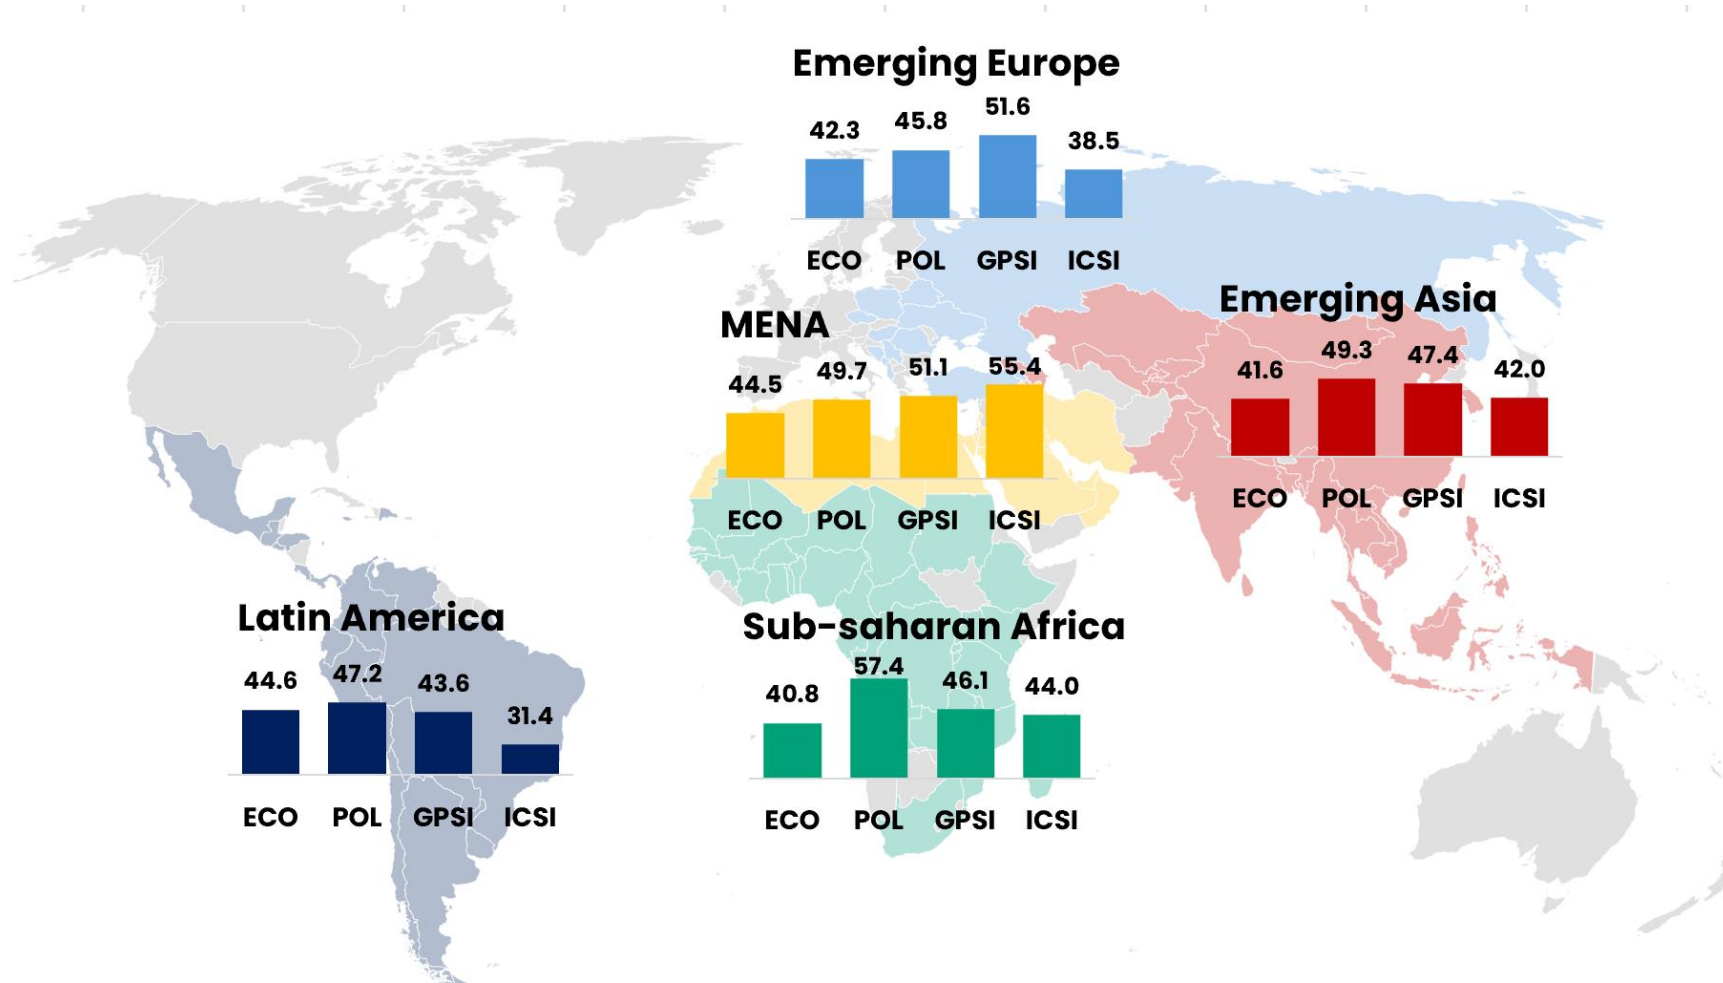 Emerging Europe
42.3 45.8 51.6 38.5
ECO POL GPSI ICSI
MENA
44.5 49.7 51.1 55.4
ECO POL GPSI ICSI
Emerging Asia
41.6 49.3 47.4 42.0
ECO POL GPSI ICSI
Latin America
44.6 47.2 43.6 31.4
ECO POL GPSI ICSI
Sub-saharan Africa
40.8 57.4 46.1 44.0
ECO POL GPSI ICSI